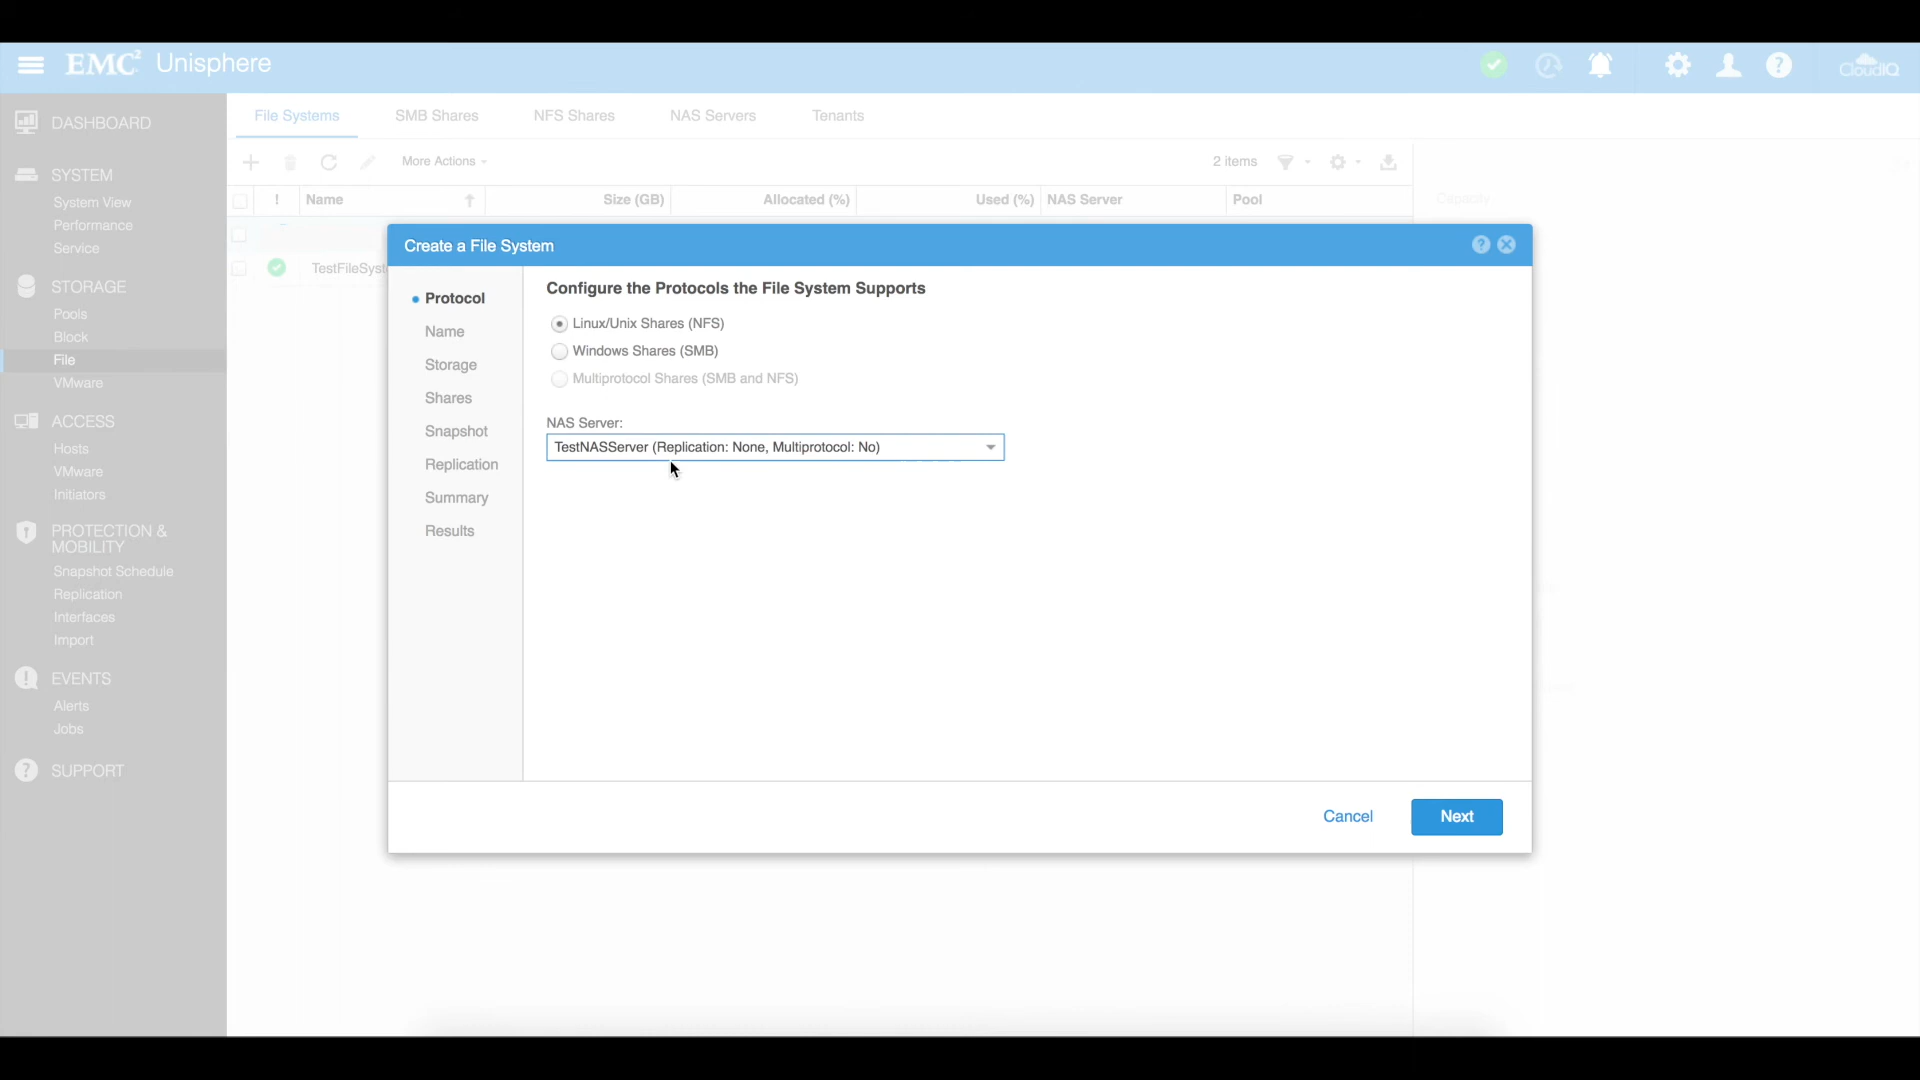 EMC² Unisphere
CloudIQ
DASHBOARD
SYSTEM
System View
Performance
Service
STORAGE
Pools
Block
File
VMware
ACCESS
Hosts
VMware
Initiators
PROTECTION &
MOBILITY
Snapshot Schedule
Replication
Interfaces
Import
EVENTS
Alerts
Jobs
SUPPORT
File Systems SMB Shares NFS Shares NAS Servers Tenants
More Actions 2 items
! Name Size (GB) Allocated (%) Used (%) NAS Server Pool
Capacity
TestFileSyst
Create a File System
Protocol
Name
Storage
Shares
Snapshot
Replication
Summary
Results
Configure the Protocols the File System Supports
Linux/Unix Shares (NFS)
Windows Shares (SMB)
Multiprotocol Shares (SMB and NFS)
NAS Server:
TestNASServer (Replication: None, Multiprotocol: No)
Cancel Next